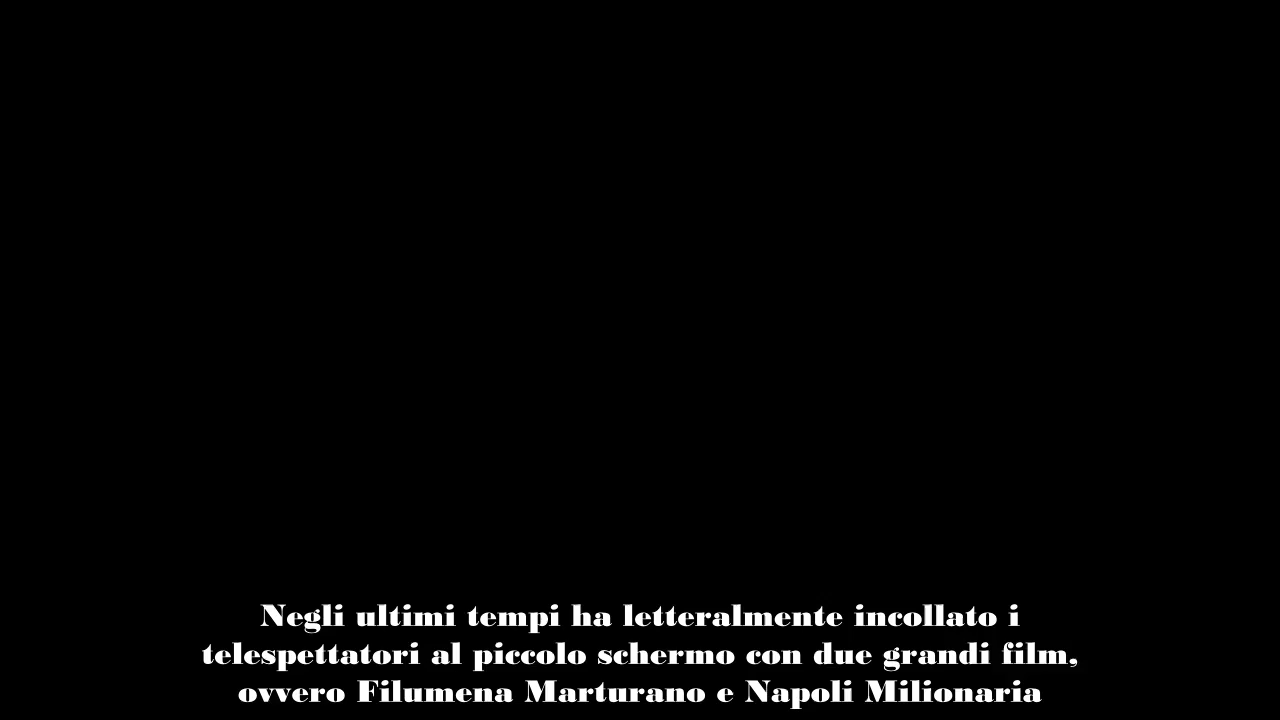 Negli ultimi tempi ha letteralmente incollato i
telespettatori al piccolo schermo con due grandi film,
ovvero Filumena Marturano e Napoli Milionaria